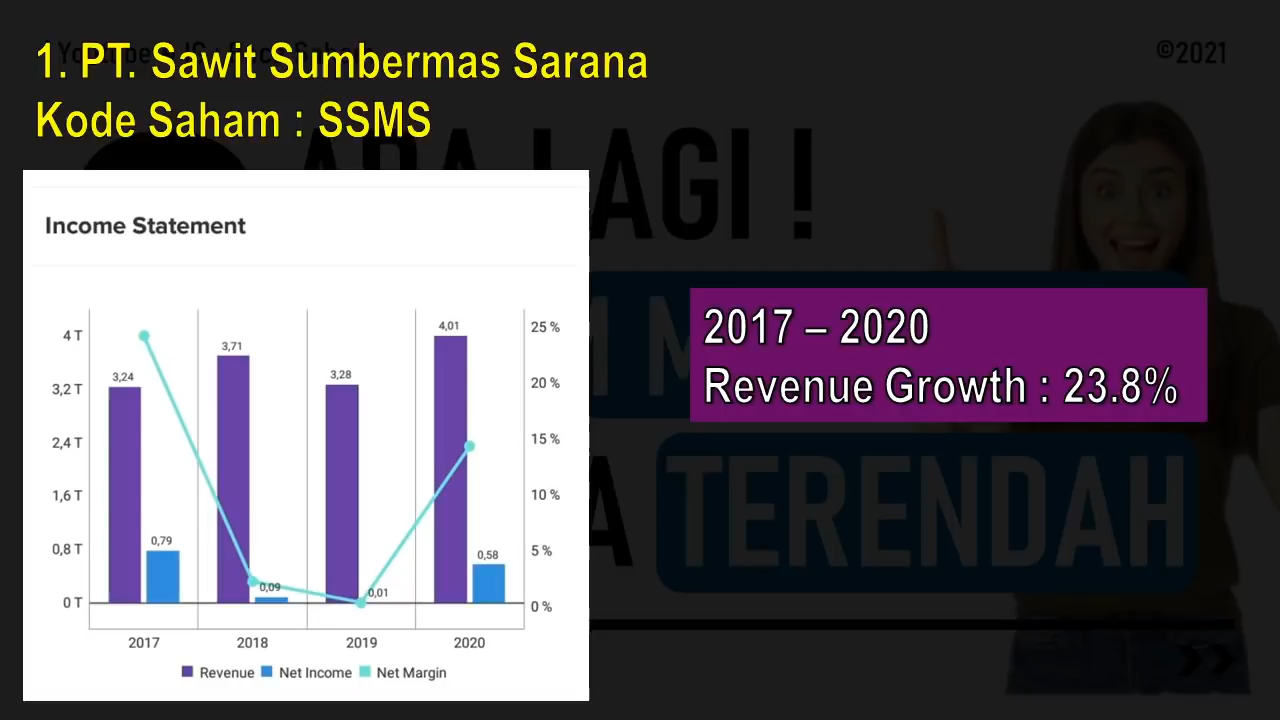 1. PT. Sawit Sumbermas Sarana
Kode Saham : SSMS
©2021
LAGI !
TERENDAH
Income Statement
2017 – 2020
Revenue Growth : 23.8%
4 T
3,2 T
2,4 T
1,6 T
0,8 T
0 T
3,24
0,79
3,71
0,09
3,28
0,01
4,01
0,58
25 %
20 %
15 %
10 %
5 %
0 %
2017 2018 2019 2020
Revenue Net Income Net Margin